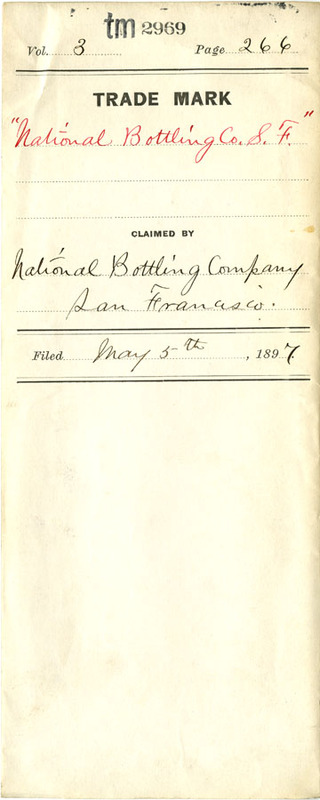 tm 2969
Vol. 3 Page 266
TRADE MARK
"National Bottling Co. S. F."
CLAIMED BY
National Bottling Company
San Francisco.
Filed May 5th, 1897